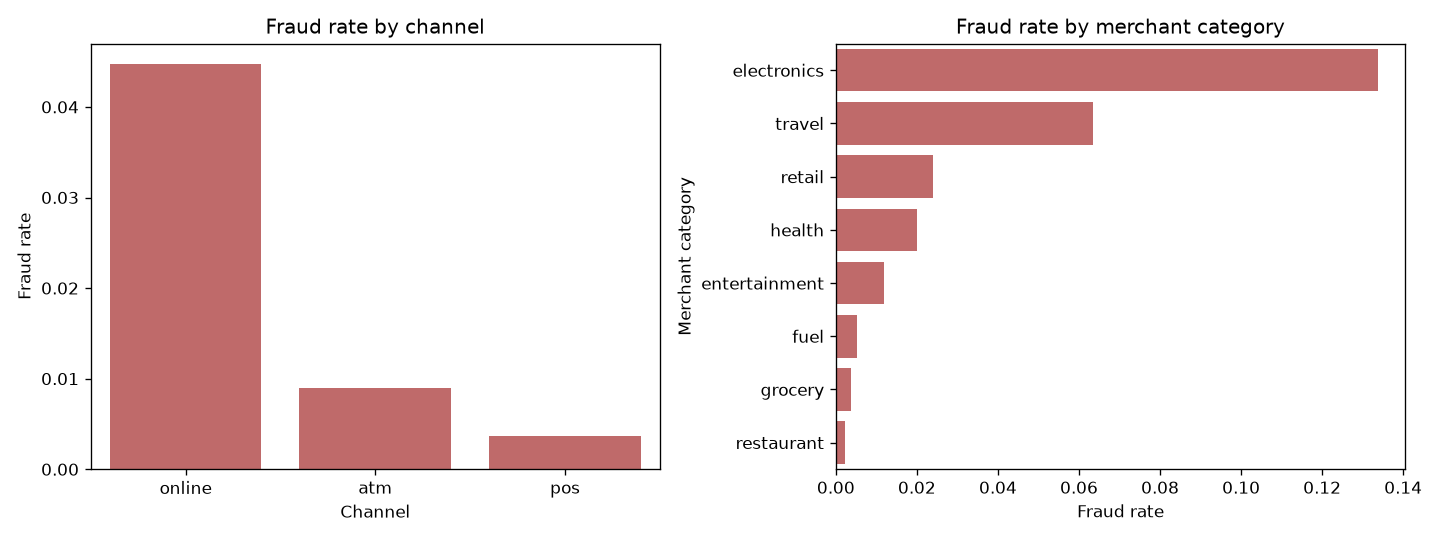 Fraud rate by channel
Fraud rate
0.04
0.03
0.02
0.01
0.00
online atm pos
Channel
Fraud rate by merchant category
Merchant category
electronics
travel
retail
health
entertainment
fuel
grocery
restaurant
0.00 0.02 0.04 0.06 0.08 0.10 0.12 0.14
Fraud rate